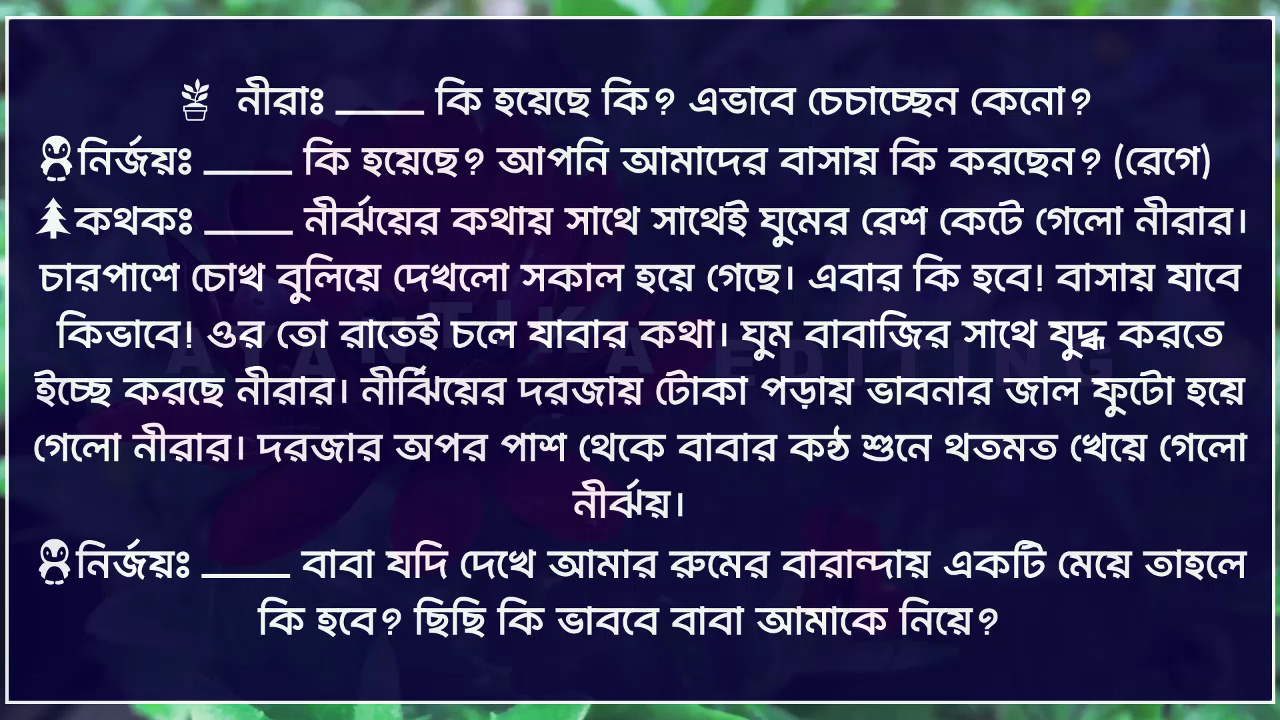 🪴 নীরাঃ ____ কি হয়েছে কি? এভাবে চেচাচ্ছেন কেনো?
🐧নির্জয়ঃ ____ কি হয়েছে? আপনি আমাদের বাসায় কি করছেন? (রেগে)
🌲কথকঃ ____ নীর্ঝয়ের কথায় সাথে সাথেই ঘুমের রেশ কেটে গেলো নীরার।
চারপাশে চোখ বুলিয়ে দেখলো সকাল হয়ে গেছে। এবার কি হবে! বাসায় যাবে
কিভাবে! ওর তো রাতেই চলে যাবার কথা। ঘুম বাবাজির সাথে যুদ্ধ করতে
ইচ্ছে করছে নীরার। নীর্ঝিয়ের দরজায় টোকা পড়ায় ভাবনার জাল ফুটো হয়ে
গেলো নীরার। দরজার অপর পাশ থেকে বাবার কন্ঠ শুনে থতমত খেয়ে গেলো
নীর্ঝয়।
🐧নির্জয়ঃ ____ বাবা যদি দেখে আমার রুমের বারান্দায় একটি মেয়ে তাহলে
কি হবে? ছিছি কি ভাববে বাবা আমাকে নিয়ে?
AYANTIKA EDITING